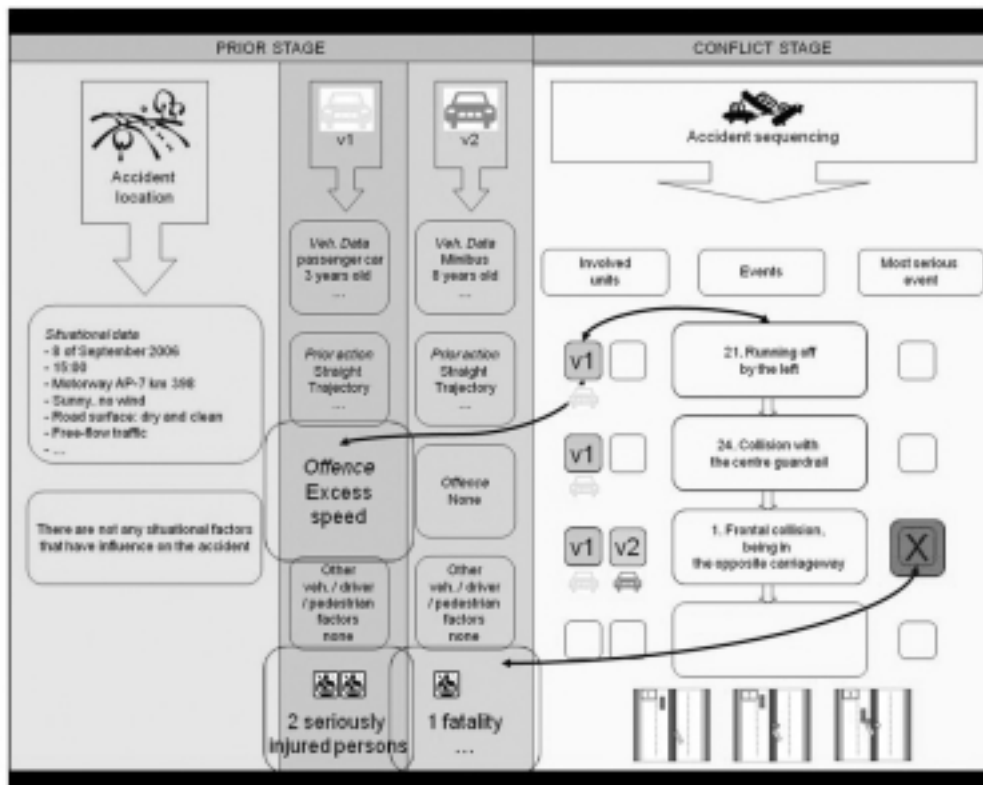 PRIOR STAGE
CONFLICT STAGE
Accident
location
v1
v2
Accident sequencing
Veh. Data
passenger car
3 years old
...
Veh. Data
Minibus
8 years old
...
Involved
units
Events
Most serious
event
Situational data
- 8 of September 2006
- 15:00
- Motorway AP-7 km 398
- Sunny, no wind
- Road surface: dry and clean
- Free-flow traffic
- ...
Prior action
Straight
Trajectory
...
Prior action
Straight
Trajectory
...
v1
21. Running off
by the left
Offence
Excess
speed
Offence
None
v1
24. Collision with
the centre guardrail
There are not any situational factors
that have influence on the accident
v1
v2
1. Frontal collision,
being in
the opposite carriageway
X
Other
veh. / driver
/ pedestrian
factors
none
Other
veh. / driver
/ pedestrian
factors
none
2 seriously
injured persons
1 fatality
...